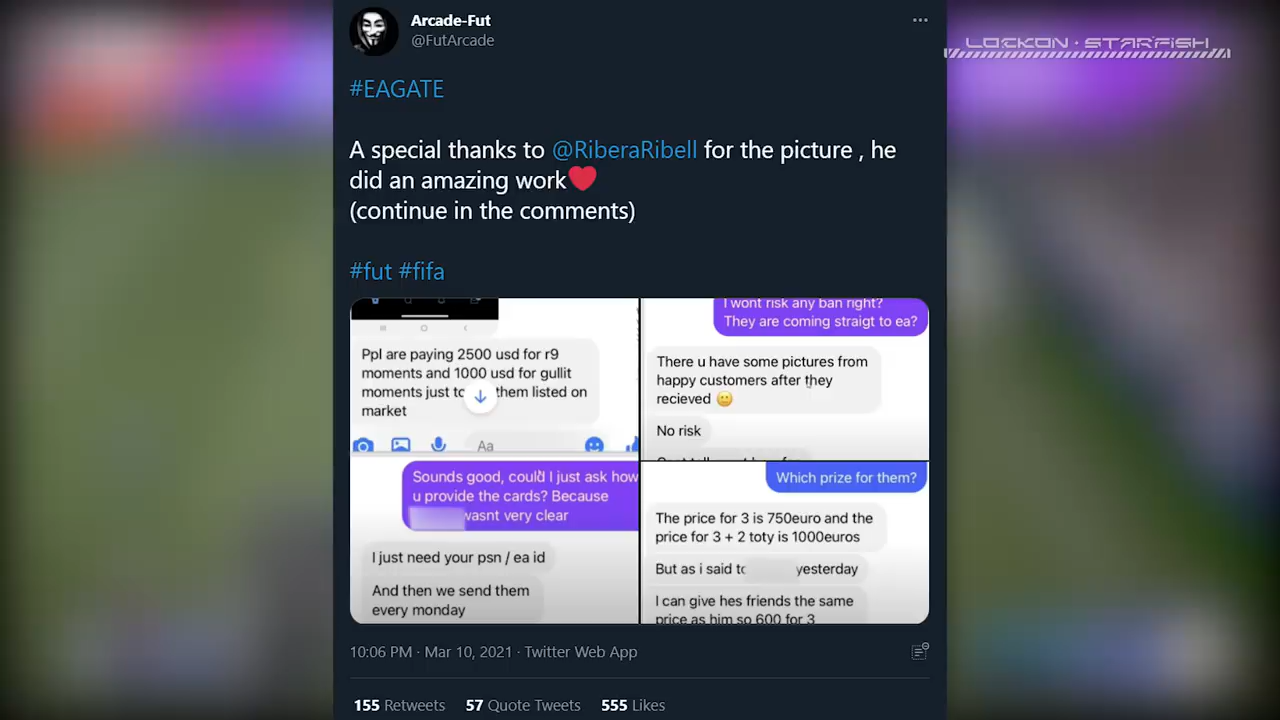 Arcade-Fut
@FutArcade
LOCKON · STARFISH
#EAGATE
A special thanks to @RiberaRibell for the picture , he
did an amazing work❤️
(continue in the comments)
#fut #fifa
Ppl are paying 2500 usd for r9
moments and 1000 usd for gullit
moments just to them listed on
market
Aa
I wont risk any ban right?
They are coming straigt to ea?
There u have some pictures from
happy customers after they
recieved 🙂
No risk
Sounds good, could I just ask how
u provide the cards? Because
wasnt very clear
I just need your psn / ea id
And then we send them
every monday
Which prize for them?
The price for 3 is 750euro and the
price for 3 + 2 toty is 1000euros
But as i said to yesterday
I can give hes friends the same
price as him so 600 for 3
10:06 PM · Mar 10, 2021 · Twitter Web App
155 Retweets 57 Quote Tweets 555 Likes